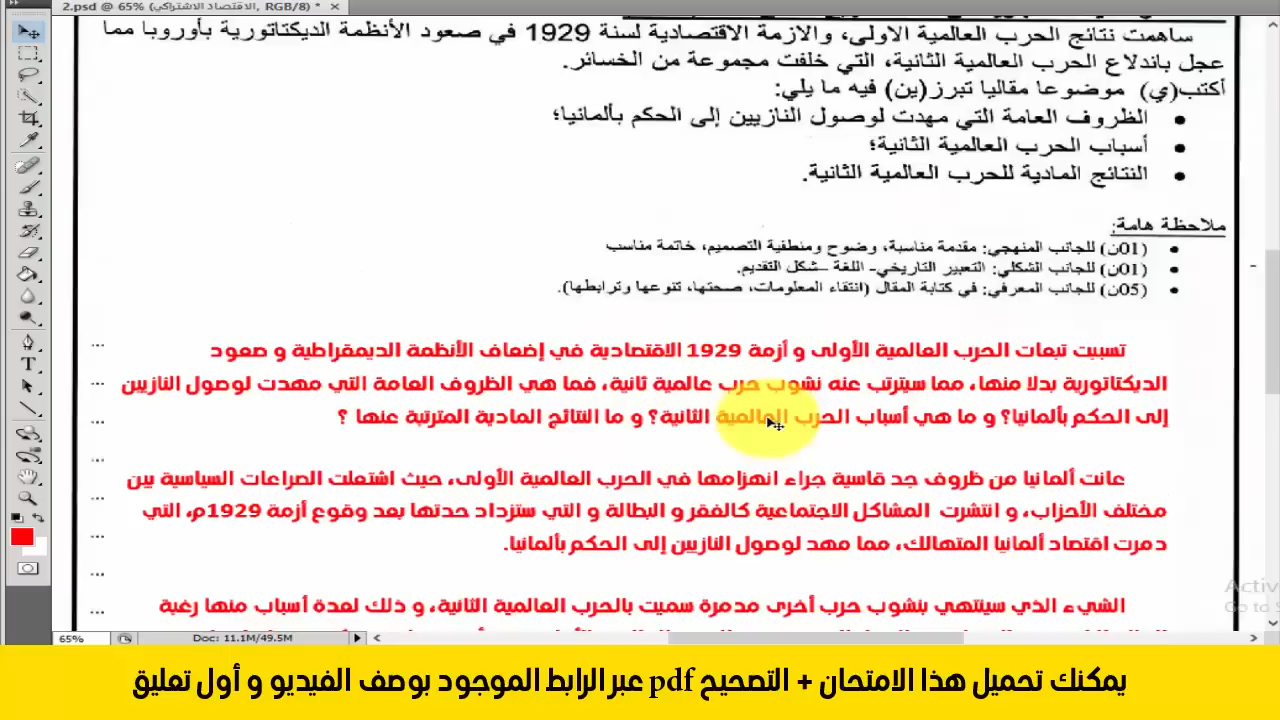 2.psd @ 65% (الاقتصاد الاشتراكي, RGB/8) *
ساهمت نتائج الحرب العالمية الاولى، والازمة الاقتصادية لسنة 1929 في صعود الأنظمة الديكتاتورية بأوروبا مما
عجل باندلاع الحرب العالمية الثانية، التي خلفت مجموعة من الخسائر.
أكتب(ي) موضوعا مقاليا تبرز(ين) فيه ما يلي:
• الظروف العامة التي مهدت لوصول النازيين إلى الحكم بألمانيا؛
• أسباب الحرب العالمية الثانية؛
• النتائج المادية للحرب العالمية الثانية.
ملاحظة هامة:
• (01ن) للجانب المنهجي: مقدمة مناسبة، وضوح ومنطقية التصميم، خاتمة مناسب
• (01ن) للجانب الشكلي: التعبير التاريخي- اللغة –شكل التقديم.
• (05ن) للجانب المعرفي: في كتابة المقال (انتقاء المعلومات، صحتها، تنوعها وترابطها).
تسببت تبعات الحرب العالمية الأولى و أزمة 1929 الاقتصادية في إضعاف الأنظمة الديمقراطية و صعود
الديكتاتورية بدلا منها، مما سيترتب عنه نشوب حرب عالمية ثانية، فما هي الظروف العامة التي مهدت لوصول النازيين
إلى الحكم بألمانيا؟ و ما هي أسباب الحرب العالمية الثانية؟ و ما النتائج المادية المترتبة عنها ؟
عانت ألمانيا من ظروف جد قاسية جراء انهزامها في الحرب العالمية الأولى، حيث اشتعلت الصراعات السياسية بين
مختلف الأحزاب، و انتشرت المشاكل الاجتماعية كالفقر و البطالة و التي ستزداد حدتها بعد وقوع أزمة 1929م، التي
دمرت اقتصاد ألمانيا المتهالك، مما مهد لوصول النازيين إلى الحكم بألمانيا.
الشيء الذي سينتهي بنشوب حرب أخرى مدمرة سميت بالحرب العالمية الثانية، و ذلك لعدة أسباب منها رغبة
65%
Doc: 11.1M/49.5M
يمكنك تحميل هذا الامتحان + التصحيح pdf عبر الرابط الموجود بوصف الفيديو و أول تعليق